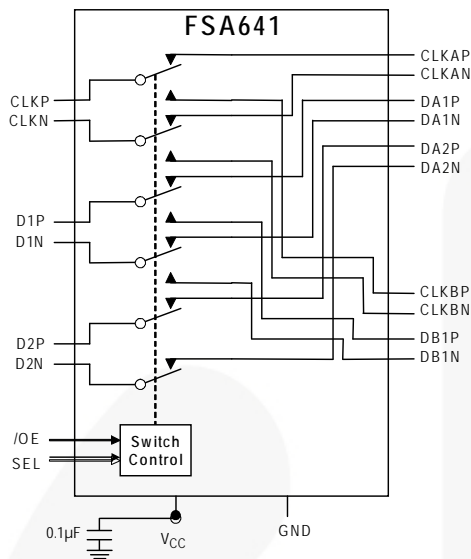 FSA641
CLKAP
CLKAN
DA1P
DA1N
DA2P
DA2N
CLKP
CLKN
D1P
D1N
CLKBP
CLKBN
DB1P
DB1N
D2P
D2N
/OE
SEL
Switch
Control
0.1µF
VCC
GND